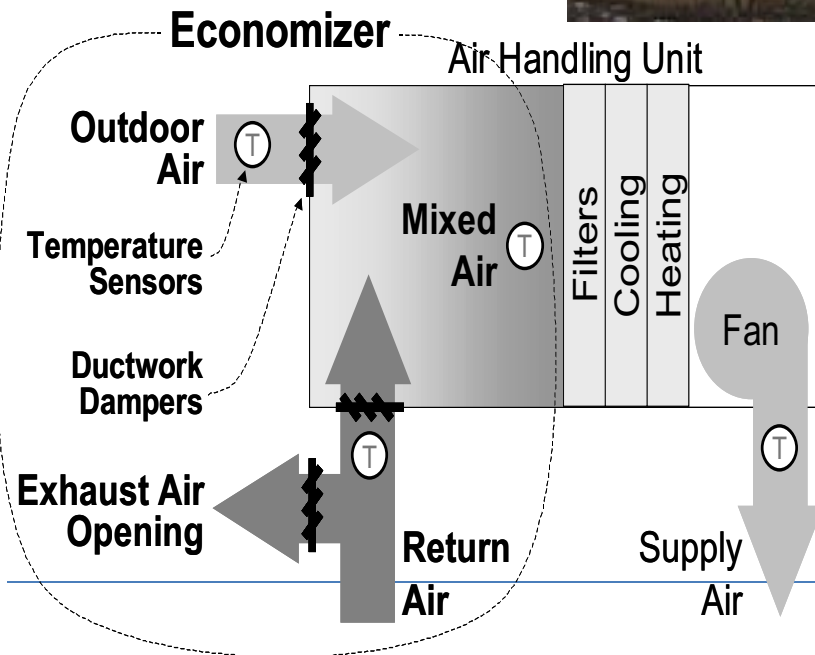 Economizer
Air Handling Unit
Outdoor
Air
T
Temperature
Sensors
Mixed
Air
T
Filters
Cooling
Heating
Fan
Ductwork
Dampers
T
T
Exhaust Air
Opening
Return
Air
Supply
Air